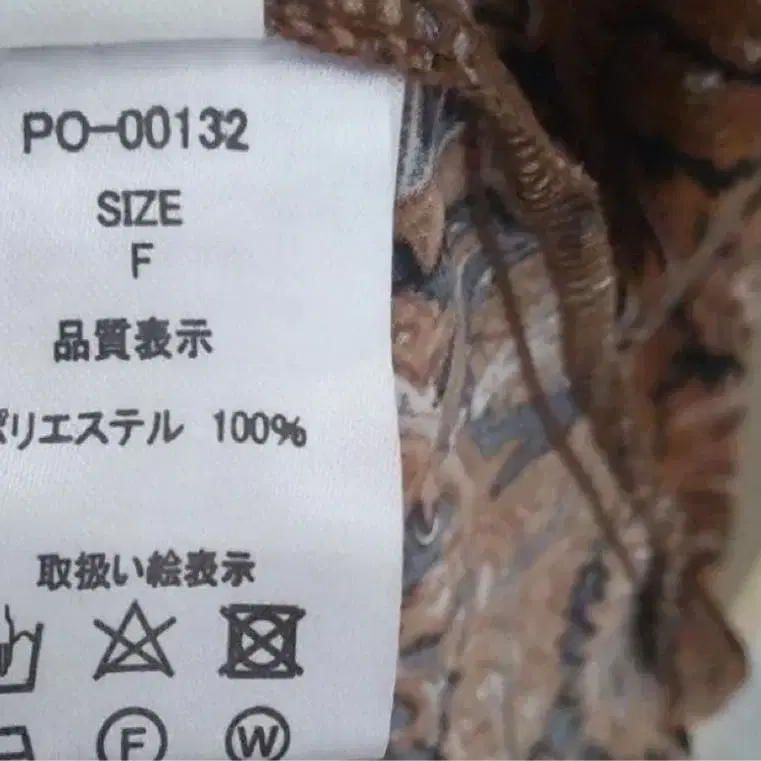 PO-00132
SIZE
F
品質表示
ポリエステル 100%
取扱い絵表示
F W